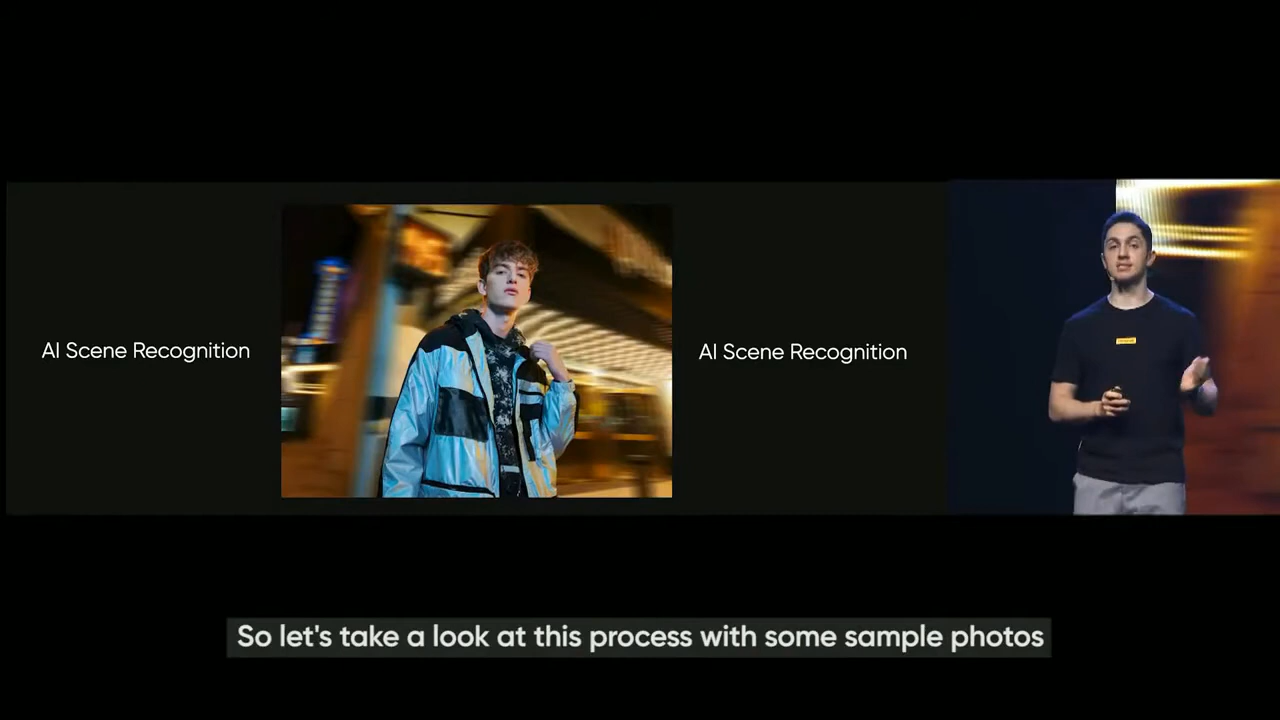 AI Scene Recognition
AI Scene Recognition
So let's take a look at this process with some sample photos